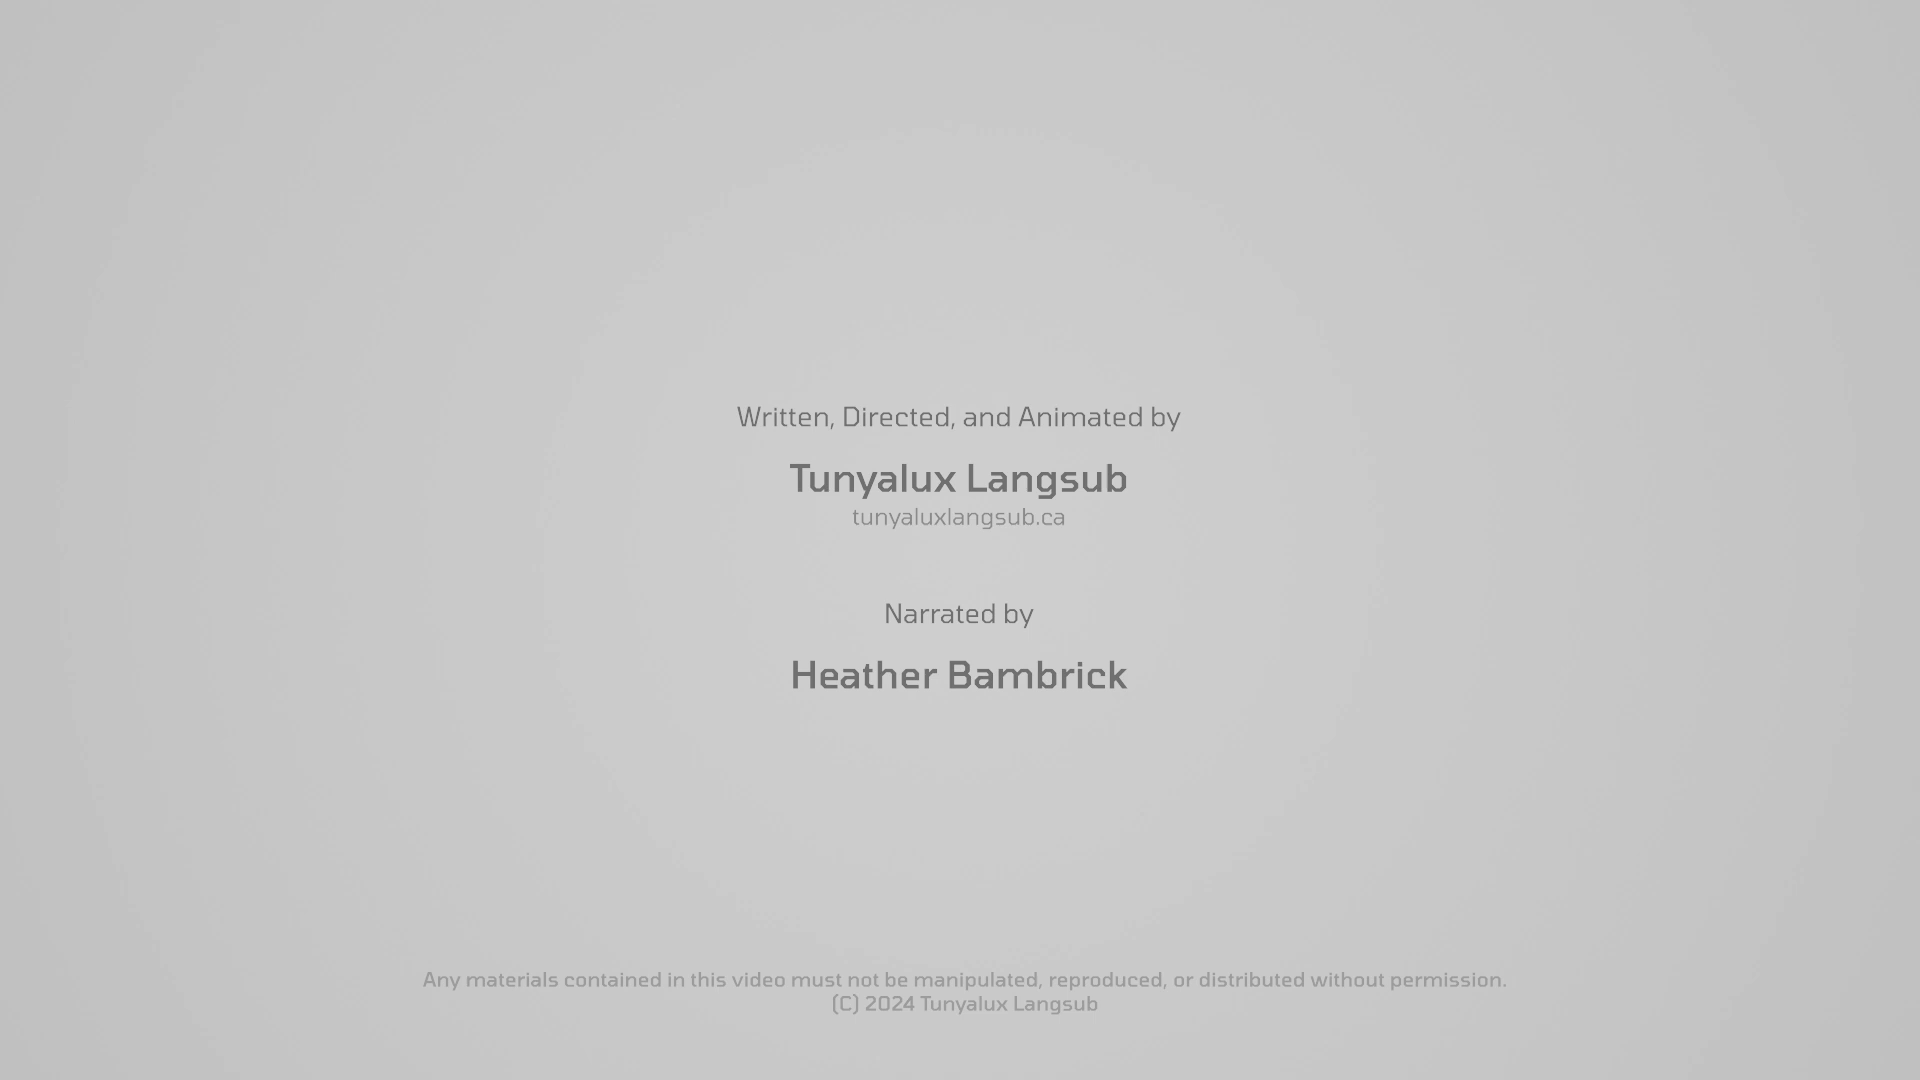 Written, Directed, and Animated by
Tunyalux Langsub
tunyaluxlangsub.ca
Narrated by
Heather Bambrick
Any materials contained in this video must not be manipulated, reproduced, or distributed without permission.
(C) 2024 Tunyalux Langsub